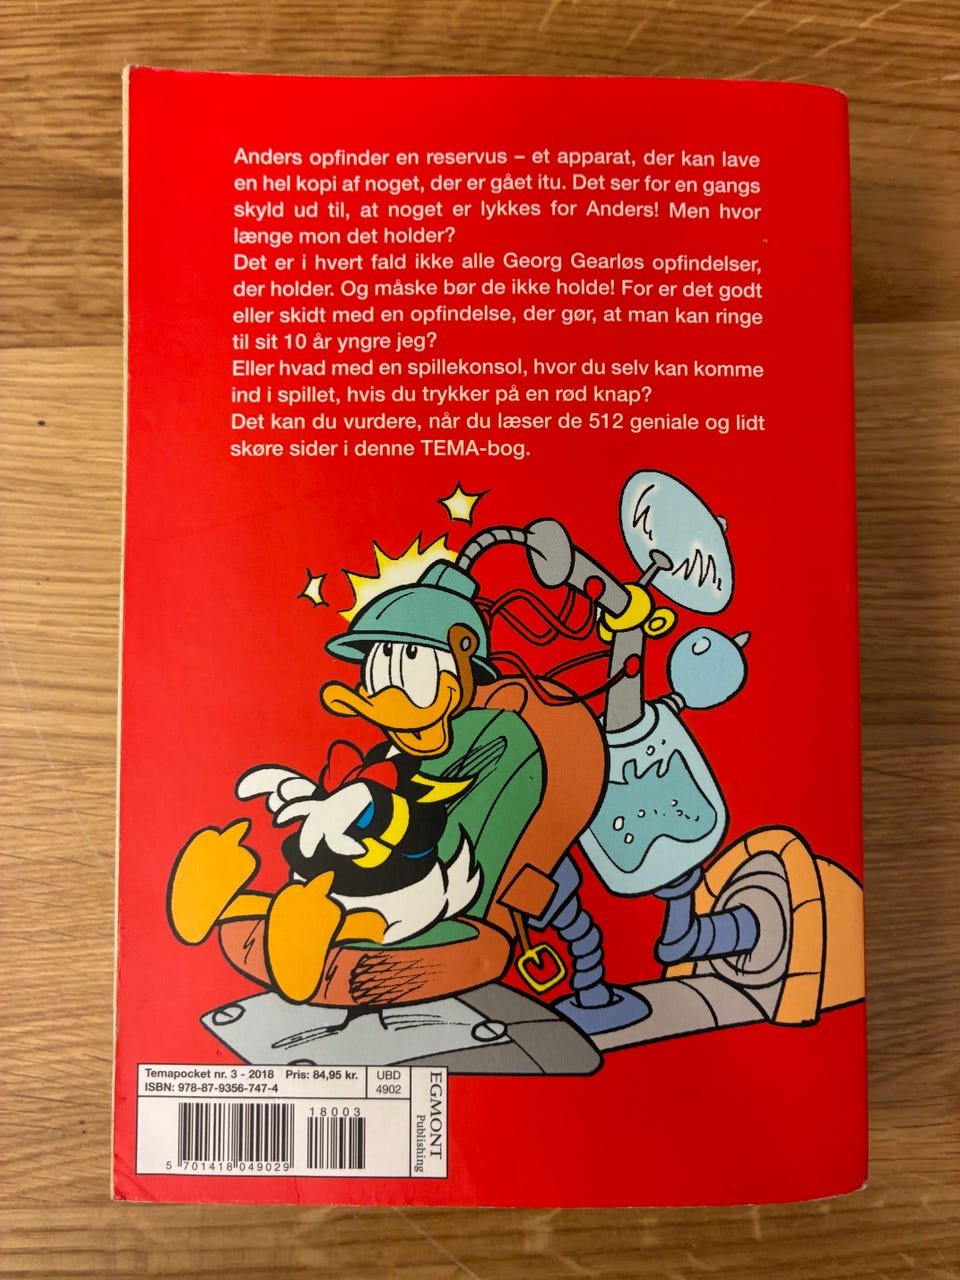 Anders opfinder en reservus – et apparat, der kan lave
en hel kopi af noget, der er gået itu. Det ser for en gangs
skyld ud til, at noget er lykkes for Anders! Men hvor
længe mon det holder?
Det er i hvert fald ikke alle Georg Gearløs opfindelser,
der holder. Og måske bør de ikke holde! For er det godt
eller skidt med en opfindelse, der gør, at man kan ringe
til sit 10 år yngre jeg?
Eller hvad med en spillekonsol, hvor du selv kan komme
ind i spillet, hvis du trykker på en rød knap?
Det kan du vurdere, når du læser de 512 geniale og lidt
skøre sider i denne TEMA-bog.
Temapocket nr. 3 - 2018 Pris: 84,95 kr.
ISBN: 978-87-9356-747-4
UBD
4902
18003
5 701418 049029
EGMONT
Publishing